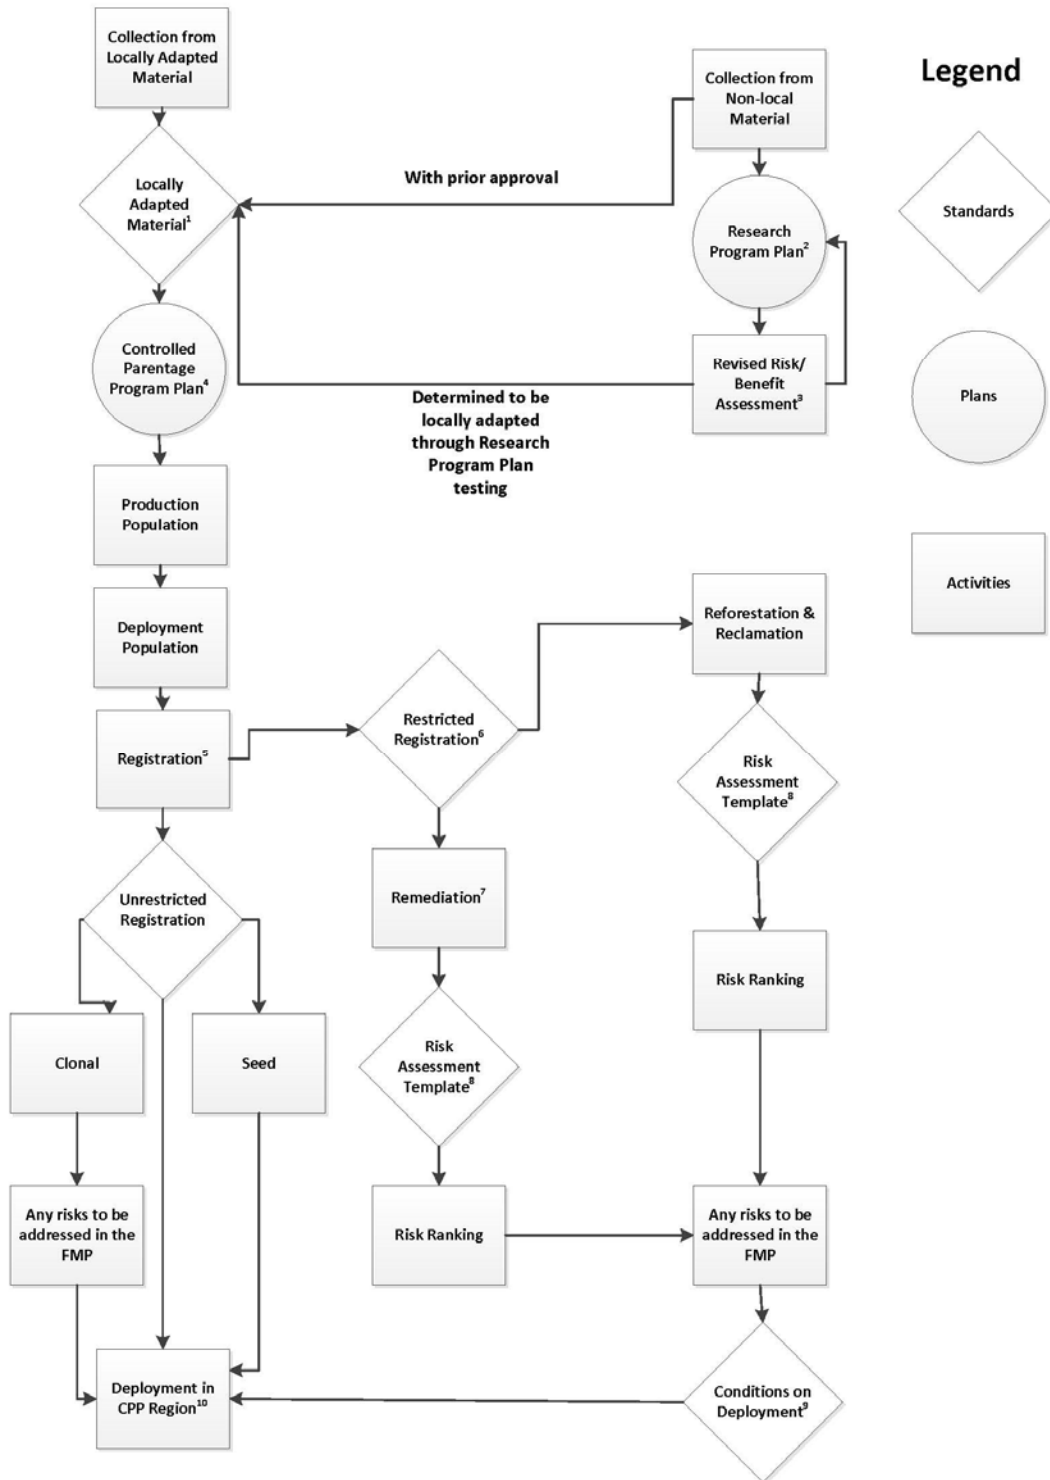 Collection from
Locally Adapted
Material
Collection from
Non-local
Material
Legend
With prior approval
Locally
Adapted
Material¹
Research
Program Plan²
Standards
Controlled
Parentage
Program Plan⁴
Revised Risk/
Benefit
Assessment³
Determined to be
locally adapted
through Research
Program Plan
testing
Plans
Production
Population
Activities
Deployment
Population
Reforestation &
Reclamation
Registration⁵
Restricted
Registration⁶
Risk
Assessment
Template⁸
Unrestricted
Registration
Remediation⁷
Risk Ranking
Clonal
Seed
Risk
Assessment
Template⁸
Any risks to be
addressed in the
FMP
Risk Ranking
Any risks to be
addressed in the
FMP
Deployment in
CPP Region¹⁰
Conditions on
Deployment⁹